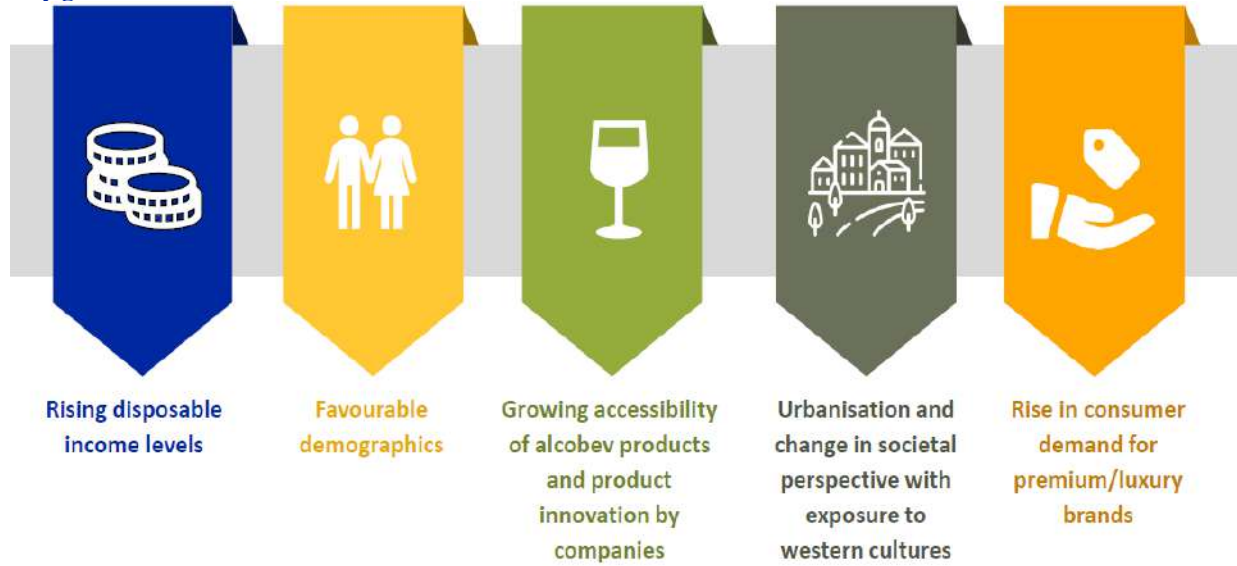 Rising disposable
income levels
Favourable
demographics
Growing accessibility
of alcobev products
and product
innovation by
companies
Urbanisation and
change in societal
perspective with
exposure to
western cultures
Rise in consumer
demand for
premium/luxury
brands